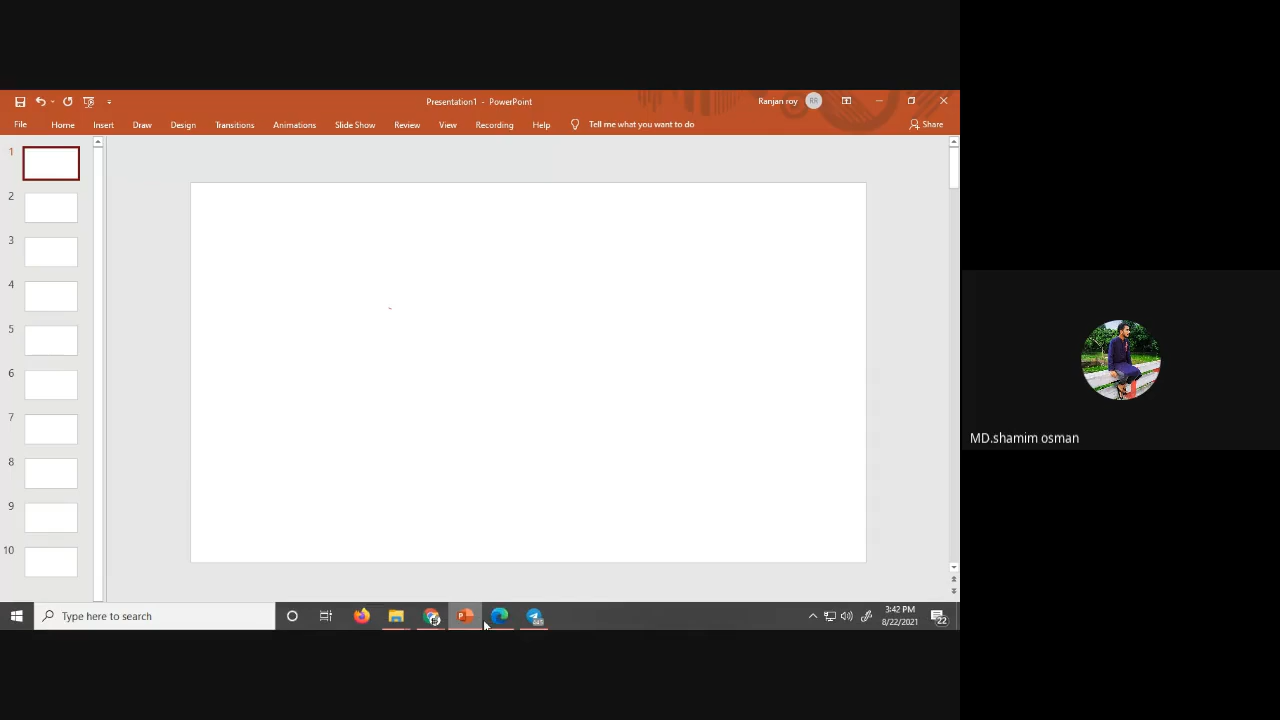 Presentation1 - PowerPoint
Ranjan roy
RR
File Home Insert Draw Design Transitions Animations Slide Show Review View Recording Help Tell me what you want to do Share
1
2
3
4
5
6
7
8
9
10
MD.shamim osman
Type here to search
3:42 PM
8/22/2021
22